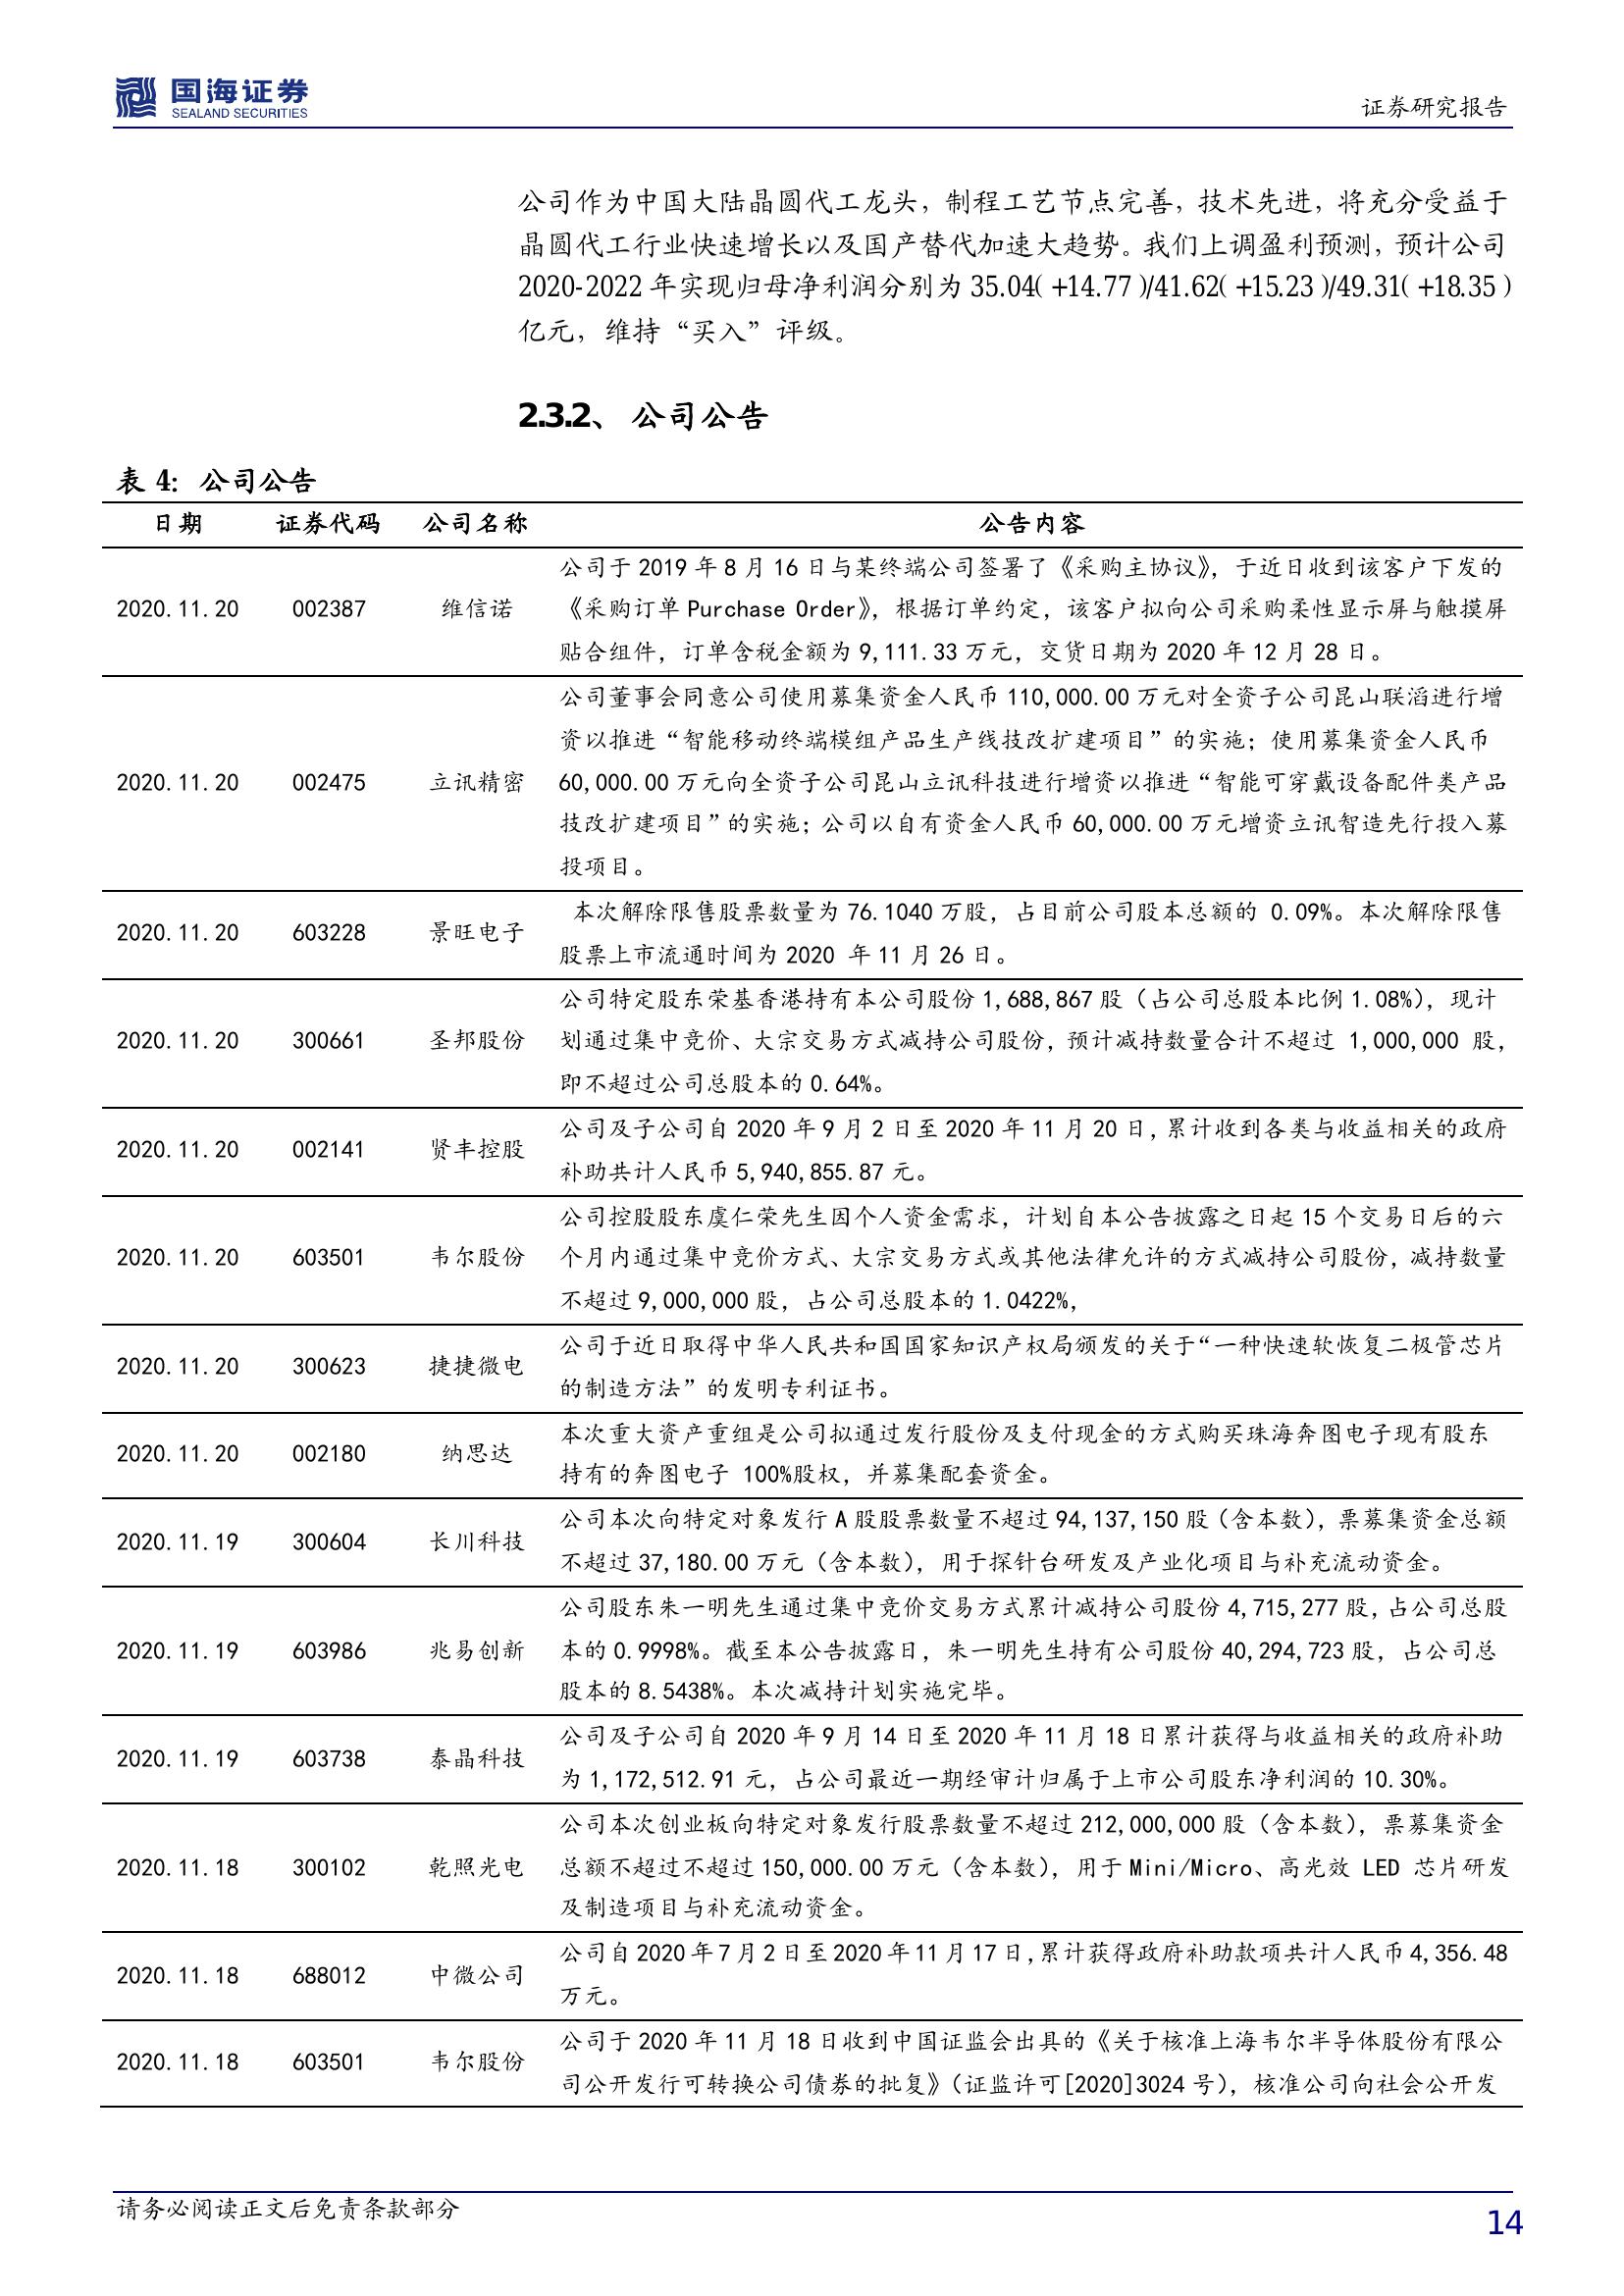 国海证券
SEALAND SECURITIES
证券研究报告
公司作为中国大陆晶圆代工龙头，制程工艺节点完善，技术先进，将充分受益于
晶圆代工行业快速增长以及国产替代加速大趋势。我们上调盈利预测，预计公司
2020-2022 年实现归母净利润分别为 35.04( +14.77 )/41.62( +15.23 )/49.31( +18.35 )
亿元，维持“买入”评级。
2.3.2、 公司公告
表 4：公司公告
日期 证券代码 公司名称 公告内容
公司于 2019 年 8 月 16 日与某终端公司签署了《采购主协议》，于近日收到该客户下发的
2020.11.20 002387 维信诺 《采购订单 Purchase Order》，根据订单约定，该客户拟向公司采购柔性显示屏与触摸屏
贴合组件，订单含税金额为 9,111.33 万元，交货日期为 2020 年 12 月 28 日。
公司董事会同意公司使用募集资金人民币 110,000.00 万元对全资子公司昆山联滔进行增
资以推进“智能移动终端模组产品生产线技改扩建项目”的实施；使用募集资金人民币
2020.11.20 002475 立讯精密 60,000.00 万元向全资子公司昆山立讯科技进行增资以推进“智能可穿戴设备配件类产品
技改扩建项目”的实施；公司以自有资金人民币 60,000.00 万元增资立讯智造先行投入募
投项目。
2020.11.20 603228 景旺电子 本次解除限售股票数量为 76.1040 万股，占目前公司股本总额的 0.09%。本次解除限售
股票上市流通时间为 2020 年 11 月 26 日。
公司特定股东荣基香港持有本公司股份 1,688,867 股（占公司总股本比例 1.08%），现计
2020.11.20 300661 圣邦股份 划通过集中竞价、大宗交易方式减持公司股份，预计减持数量合计不超过 1,000,000 股，
即不超过公司总股本的 0.64%。
2020.11.20 002141 贤丰控股 公司及子公司自 2020 年 9 月 2 日至 2020 年 11 月 20 日，累计收到各类与收益相关的政府
补助共计人民币 5,940,855.87 元。
公司控股股东虞仁荣先生因个人资金需求，计划自本公告披露之日起 15 个交易日后的六
2020.11.20 603501 韦尔股份 个月内通过集中竞价方式、大宗交易方式或其他法律允许的方式减持公司股份，减持数量
不超过 9,000,000 股，占公司总股本的 1.0422%，
2020.11.20 300623 捷捷微电 公司于近日取得中华人民共和国国家知识产权局颁发的关于“一种快速软恢复二极管芯片
的制造方法”的发明专利证书。
2020.11.20 002180 纳思达 本次重大资产重组是公司拟通过发行股份及支付现金的方式购买珠海奔图电子现有股东
持有的奔图电子 100%股权，并募集配套资金。
2020.11.19 300604 长川科技 公司本次向特定对象发行 A 股股票数量不超过 94,137,150 股（含本数），票募集资金总额
不超过 37,180.00 万元（含本数），用于探针台研发及产业化项目与补充流动资金。
公司股东朱一明先生通过集中竞价交易方式累计减持公司股份 4,715,277 股，占公司总股
2020.11.19 603986 兆易创新 本的 0.9998%。截至本公告披露日，朱一明先生持有公司股份 40,294,723 股，占公司总
股本的 8.5438%。本次减持计划实施完毕。
2020.11.19 603738 泰晶科技 公司及子公司自 2020 年 9 月 14 日至 2020 年 11 月 18 日累计获得与收益相关的政府补助
为 1,172,512.91 元，占公司最近一期经审计归属于上市公司股东净利润的 10.30%。
公司本次创业板向特定对象发行股票数量不超过 212,000,000 股（含本数），票募集资金
2020.11.18 300102 乾照光电 总额不超过不超过 150,000.00 万元（含本数），用于 Mini/Micro、高光效 LED 芯片研发
及制造项目与补充流动资金。
2020.11.18 688012 中微公司 公司自 2020 年 7 月 2 日至 2020 年 11 月 17 日,累计获得政府补助款项共计人民币 4,356.48
万元。
2020.11.18 603501 韦尔股份 公司于 2020 年 11 月 18 日收到中国证监会出具的《关于核准上海韦尔半导体股份有限公
司公开发行可转换公司债券的批复》（证监许可[2020]3024 号），核准公司向社会公开发
请务必阅读正文后免责条款部分
14